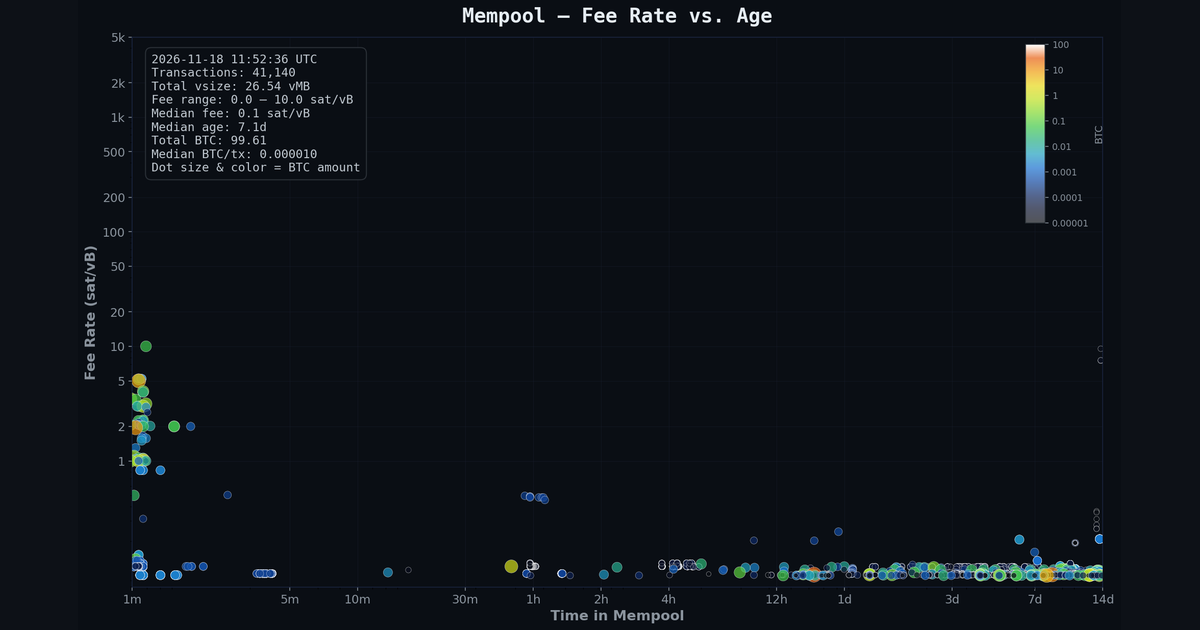 Mempool — Fee Rate vs. Age
2026-11-18 11:52:36 UTC
Transactions: 41,140
Total vsize: 26.54 vMB
Fee range: 0.0 — 10.0 sat/vB
Median fee: 0.1 sat/vB
Median age: 7.1d
Total BTC: 99.61
Median BTC/tx: 0.000010
Dot size & color = BTC amount
5k
2k
1k
500
200
100
50
20
10
5
2
1
Fee Rate (sat/vB)
100
10
1
0.1
0.01
0.001
0.0001
0.00001
BTC
1m
5m
10m
30m
1h
2h
4h
12h
1d
3d
7d
14d
Time in Mempool